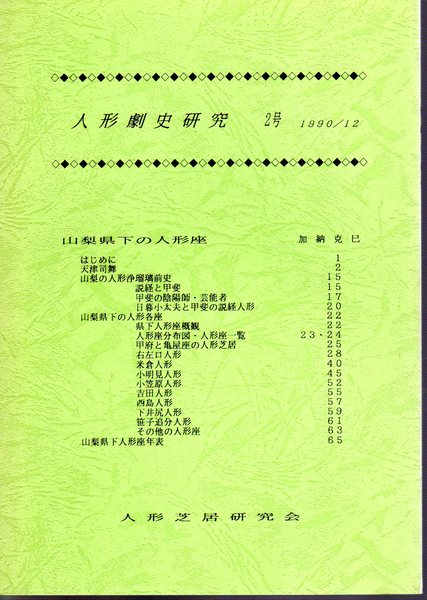 ◇◆◇◆◇◆◇◆◇◆◇◆◇◆◇◆◇◆◇◆◇◆◇◆◇◆◇◆◇◆◇◆◇
人形劇史研究 2号 1990/12
◇◆◇◆◇◆◇◆◇◆◇◆◇◆◇◆◇◆◇◆◇◆◇◆◇◆◇◆◇◆◇◆◇
山梨県下の人形座 加納克己
はじめに 1
天津司舞 2
山梨の人形浄瑠璃前史 15
説経と甲斐 15
甲斐の陰陽師・芸能者 17
日暮小太夫と甲斐の説経人形 20
山梨県下の人形各座 22
県下人形座概観 22
人形座分布図・人形座一覧 23・24
甲府と亀屋座の人形芝居 25
右左口人形 28
米倉人形 40
小明見人形 45
小笠原人形 52
吉田人形 55
西島人形 57
下井尻人形 59
笹子追分人形 61
その他の人形座 63
山梨県下人形座年表 65
人形芝居研究会